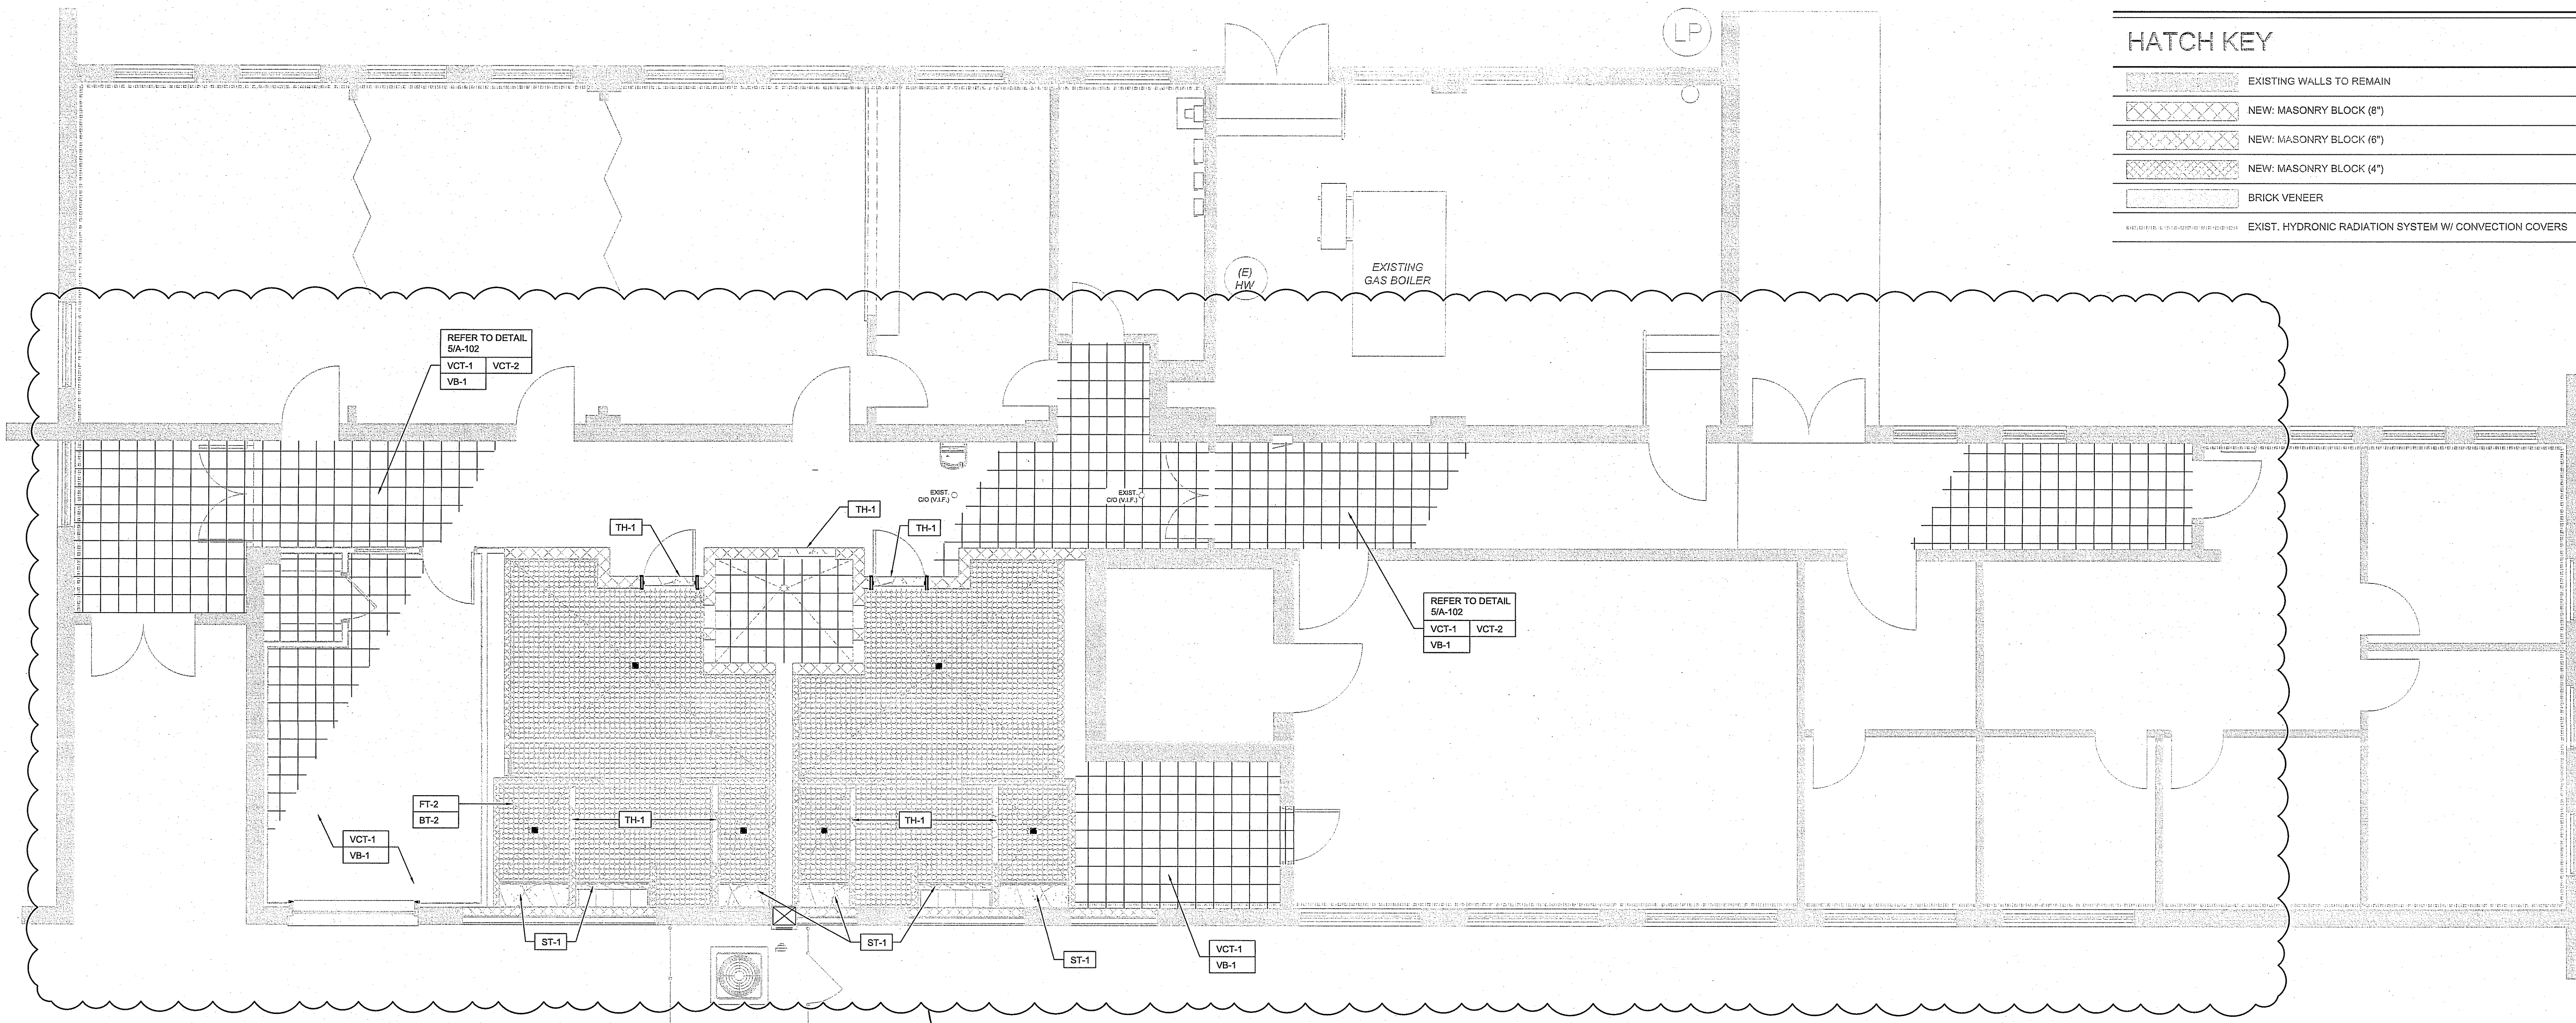 LP
HATCH KEY
EXISTING WALLS TO REMAIN
NEW: MASONRY BLOCK (8")
NEW: MASONRY BLOCK (6")
NEW: MASONRY BLOCK (4")
BRICK VENEER
EXIST. HYDRONIC RADIATION SYSTEM W/ CONVECTION COVERS
(E)
HW
EXISTING
GAS BOILER
REFER TO DETAIL
5/A-102
VCT-1 VCT-2
VB-1
EXIST.
C/O (V.I.F.)
EXIST.
C/O (V.I.F.)
TH-1
TH-1
TH-1
REFER TO DETAIL
5/A-102
VCT-1 VCT-2
VB-1
FT-2
BT-2
TH-1
TH-1
VCT-1
VB-1
ST-1
ST-1
ST-1
VCT-1
VB-1